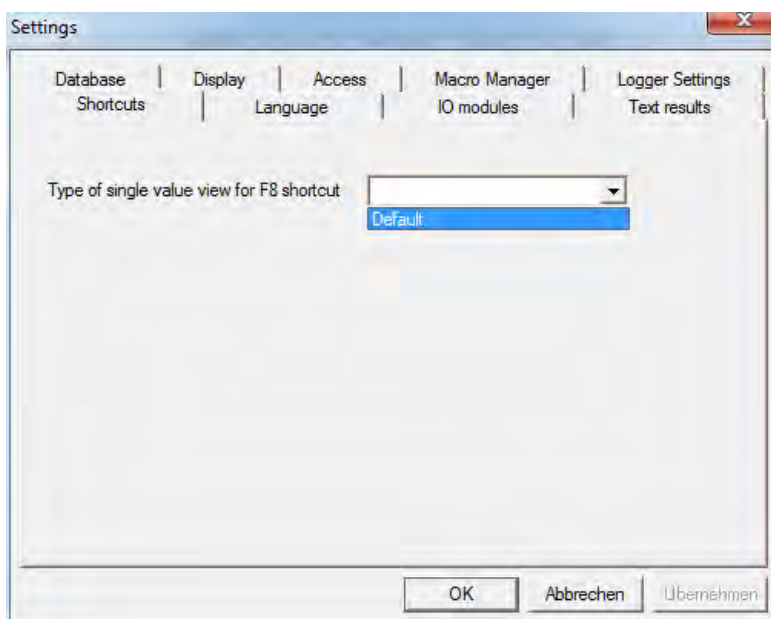 Settings
Database Display Access Macro Manager Logger Settings
Shortcuts Language IO modules Text results
Type of single value view for F8 shortcut
Default
OK Abbrechen Übernehmen